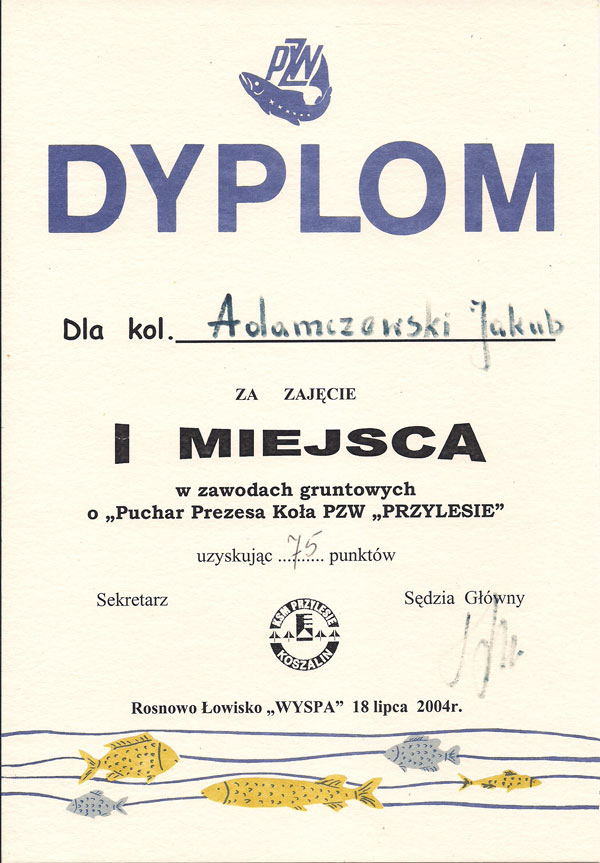 PZW
DYPLOM
Dla kol. Adamczewski Jakub
ZA ZAJĘCIE
I MIEJSCA
w zawodach gruntowych
o „Puchar Prezesa Koła PZW „PRZYLESIE”
uzyskując ..75.. punktów
Sekretarz
Sędzia Główny
KSM PRZYLESIE
KOSZALIN
Rosnowo Łowisko „WYSPA” 18 lipca 2004r.